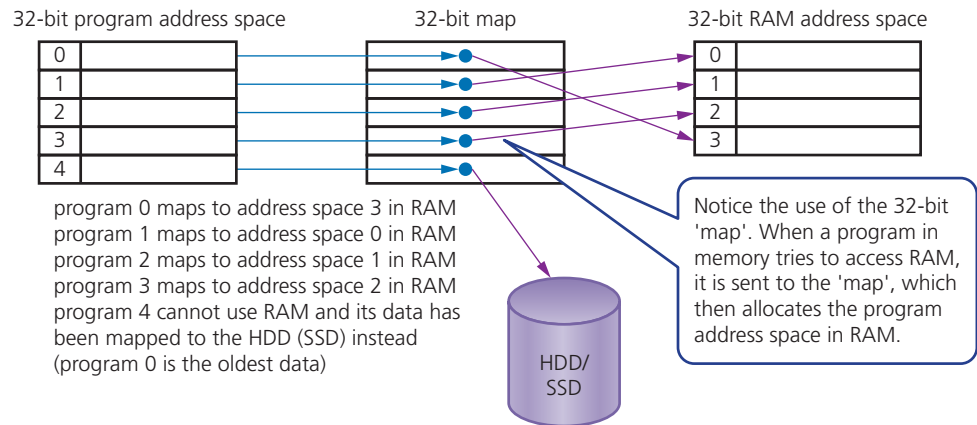 32-bit program address space
32-bit map
32-bit RAM address space
0
1
2
3
4
0
1
2
3
program 0 maps to address space 3 in RAM
program 1 maps to address space 0 in RAM
program 2 maps to address space 1 in RAM
program 3 maps to address space 2 in RAM
program 4 cannot use RAM and its data has
been mapped to the HDD (SSD) instead
(program 0 is the oldest data)
Notice the use of the 32-bit
'map'. When a program in
memory tries to access RAM,
it is sent to the 'map', which
then allocates the program
address space in RAM.
HDD/
SSD